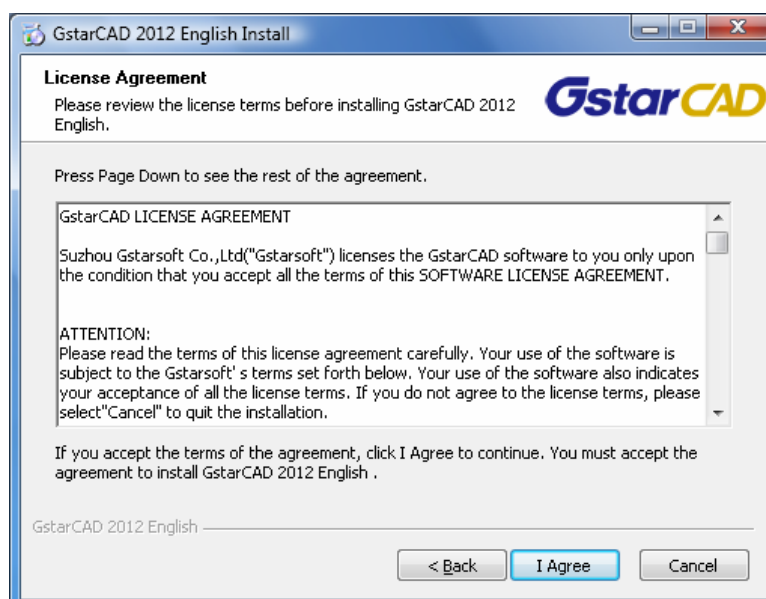 GstarCAD 2012 English Install
License Agreement
Please review the license terms before installing GstarCAD 2012
English.
GstarCAD
Press Page Down to see the rest of the agreement.
GstarCAD LICENSE AGREEMENT
Suzhou Gstarsoft Co.,Ltd("Gstarsoft") licenses the GstarCAD software to you only upon
the condition that you accept all the terms of this SOFTWARE LICENSE AGREEMENT.
ATTENTION:
Please read the terms of this license agreement carefully. Your use of the software is
subject to the Gstarsoft' s terms set forth below. Your use of the software also indicates
your acceptance of all the license terms. If you do not agree to the license terms, please
select"Cancel" to quit the installation.
If you accept the terms of the agreement, click I Agree to continue. You must accept the
agreement to install GstarCAD 2012 English .
GstarCAD 2012 English
< Back
I Agree
Cancel